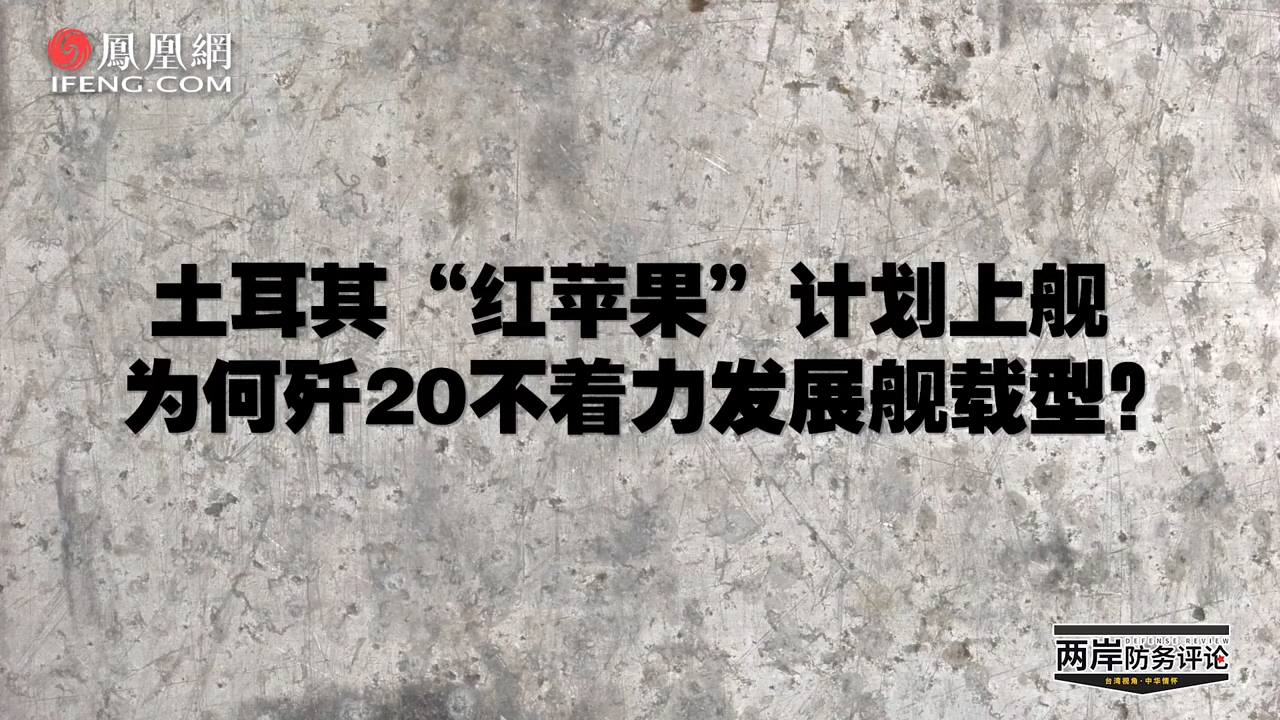 鳳凰網
IFENG.COM
土耳其“红苹果”计划上舰
为何歼20不着力发展舰载型?
DEFENSE REVIEW
两岸防务评论
台湾视角·中华情怀